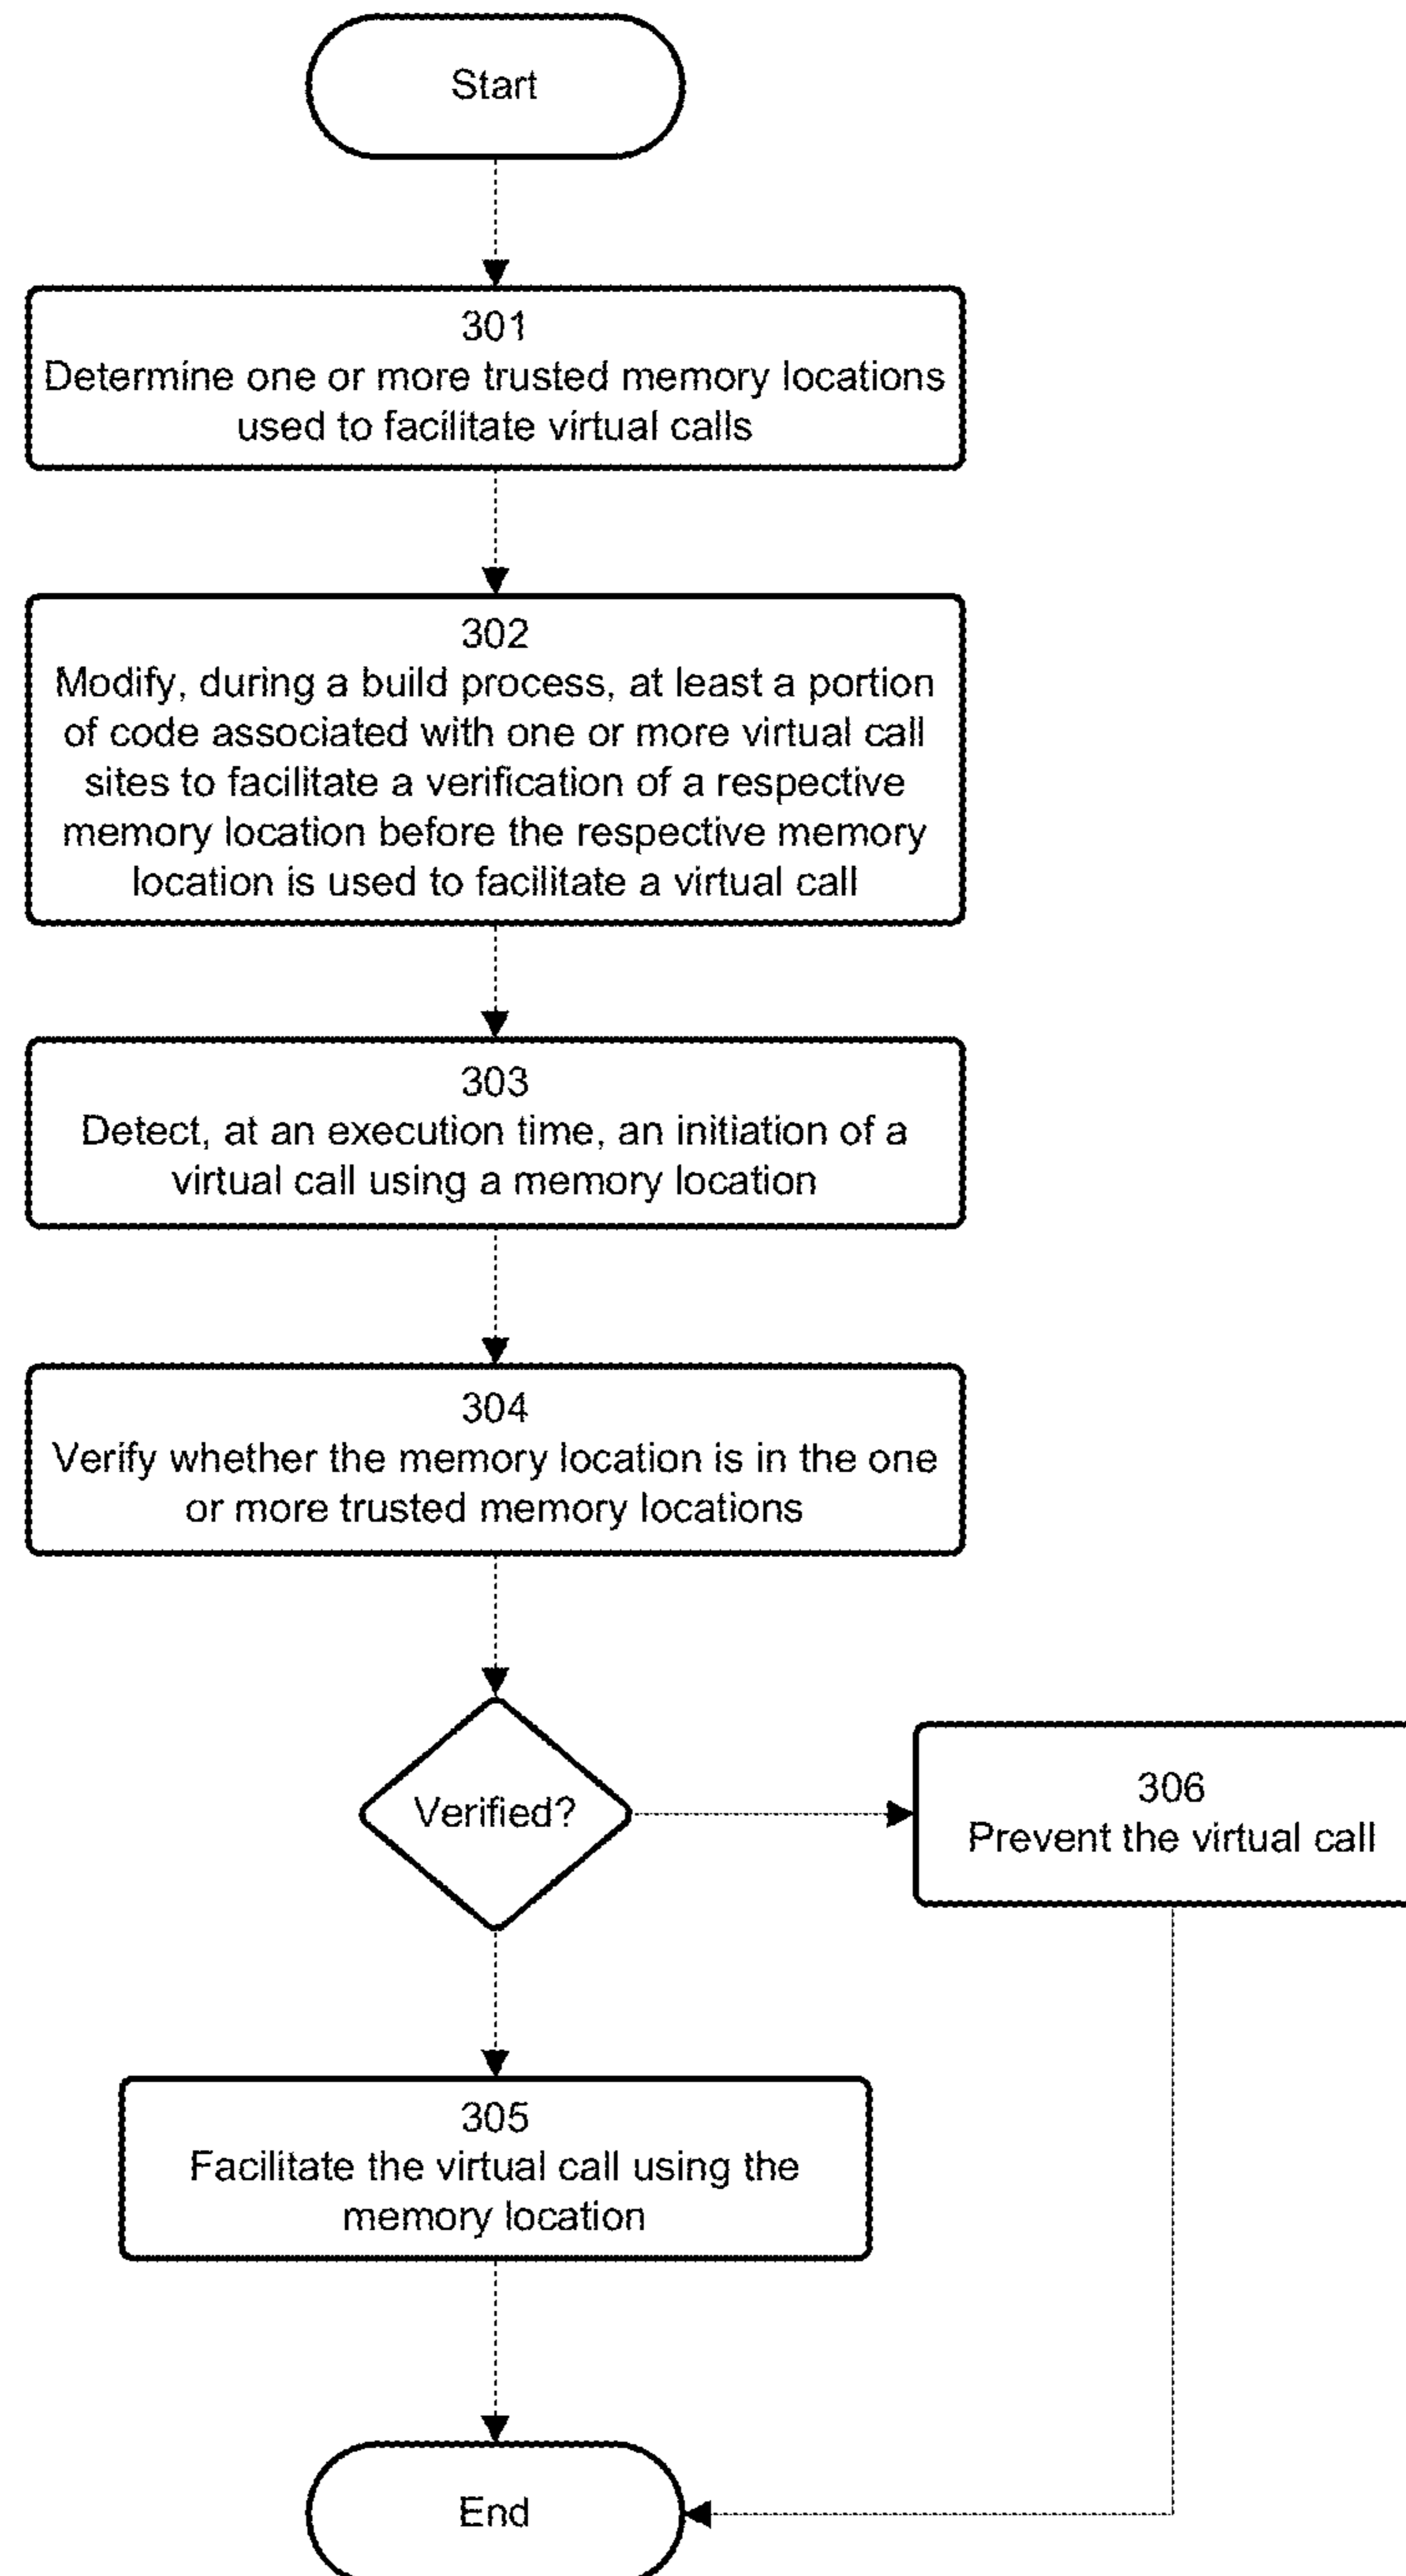 Start
301
Determine one or more trusted memory locations
used to facilitate virtual calls
302
Modify, during a build process, at least a portion
of code associated with one or more virtual call
sites to facilitate a verification of a respective
memory location before the respective memory
location is used to facilitate a virtual call
303
Detect, at an execution time, an initiation of a
virtual call using a memory location
304
Verify whether the memory location is in the one
or more trusted memory locations
Verified?
306
Prevent the virtual call
305
Facilitate the virtual call using the
memory location
End